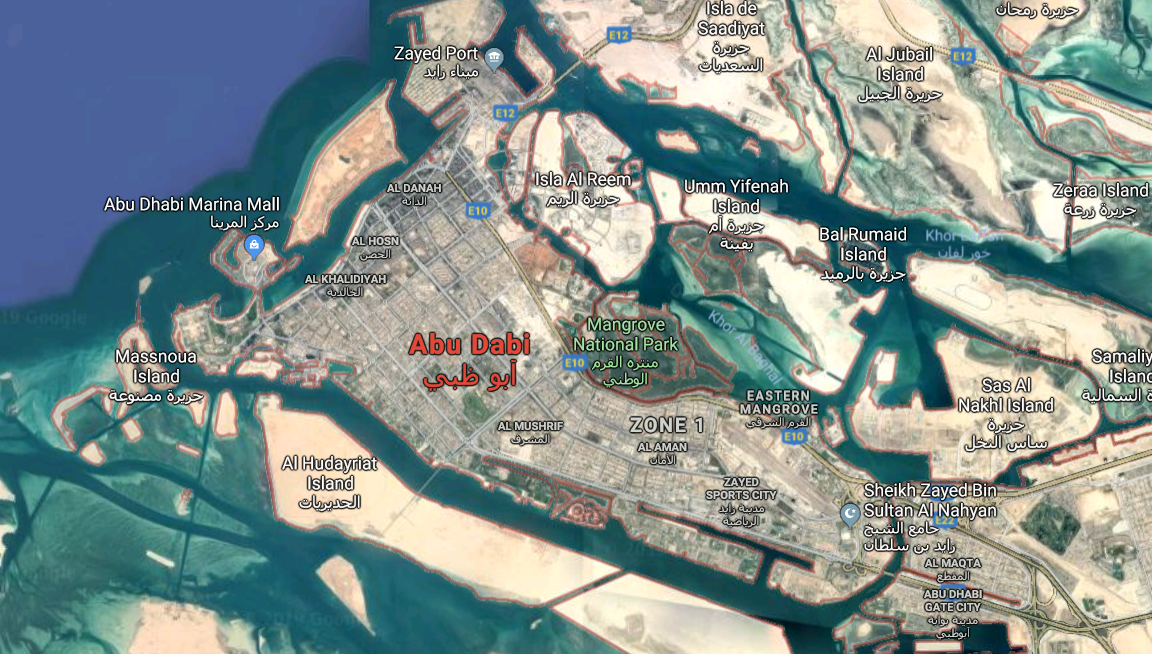 Isla de
Saadiyat
جزيرة
السعديات
جزيرة رمحان
E12
Zayed Port
ميناء زايد
Al Jubail
Island
جزيرة الجبيل
E12
E12
Isla Al Reem
جزيرة الريم
Umm Yifenah
Island
جزيرة أم
يفينة
Zeraa Island
جزيرة زرعة
AL DANAH
الدانة
E10
Abu Dhabi Marina Mall
مركز المرينا
Bal Rumaid
Island
جزيرة بالرميد
خور لفان
AL HOSN
الحصن
AL KHALIDIYAH
الخالدية
19 Google
Mangrove
National Park
منتزه القرم
الوطني
Abu Dabi
أبو ظبي
E10
Massnoua
Island
جزيرة مصنوعة
Sas Al
Nakhl Island
جزيرة
ساس النخل
EASTERN
MANGROVE
القرم الشرقي
E10
AL MUSHRIF
المشرف
ZONE 1
AL AMAN
الأمان
Al Hudayriat
Island
الحديريات
ZAYED
SPORTS CITY
مدينة زايد
الرياضية
Sheikh Zayed Bin
Sultan Al Nahyan
جامع الشيخ
زايد بن سلطان
E22
AL MAQTA
المقطع
ABU DHABI
GATE CITY
مدينة بوابة
أبوظبي